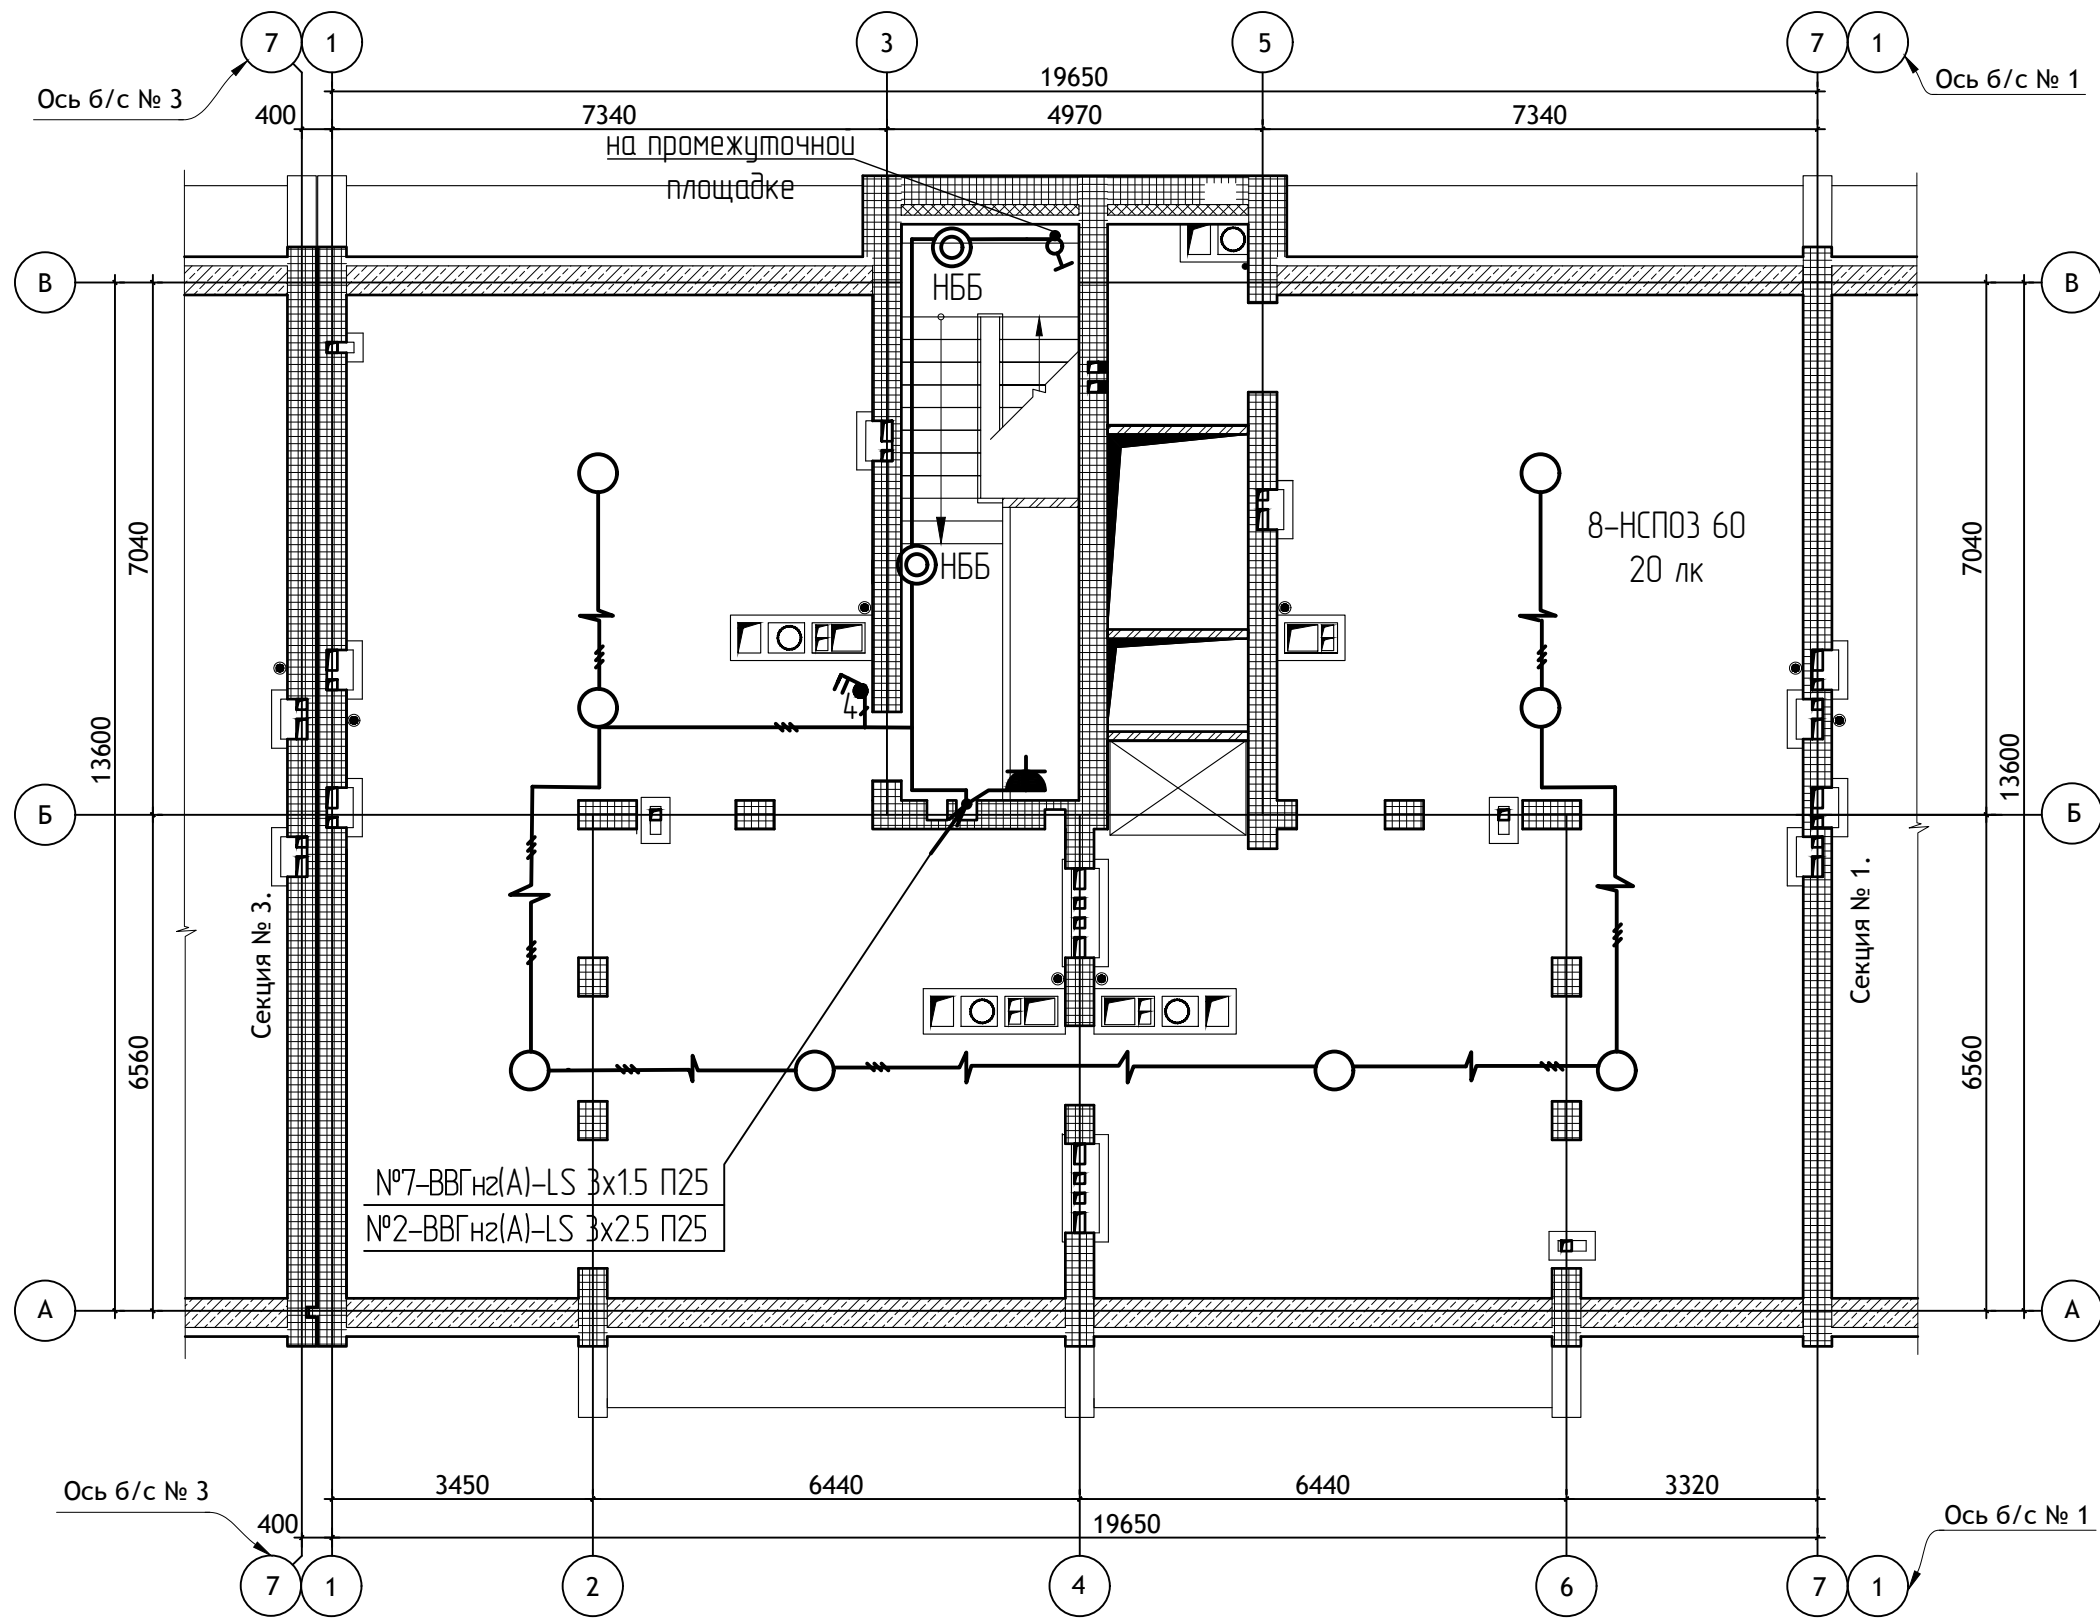 7
1
3
5
7
1
Ось б/с № 3
19650
Ось б/с № 1
400
7340
4970
7340
на промежуточной
площадке
В
В
НББ
8-НСП03 60
20 лк
НББ
7040
7040
4
13600
13600
Б
Б
Секция № 3.
Секция № 1.
6560
6560
№7-ВВГнг(А)-LS 3х1.5 П25
№2-ВВГнг(А)-LS 3х2.5 П25
А
А
3450
6440
6440
3320
Ось б/с № 3
Ось б/с № 1
400
19650
7
1
2
4
6
7
1